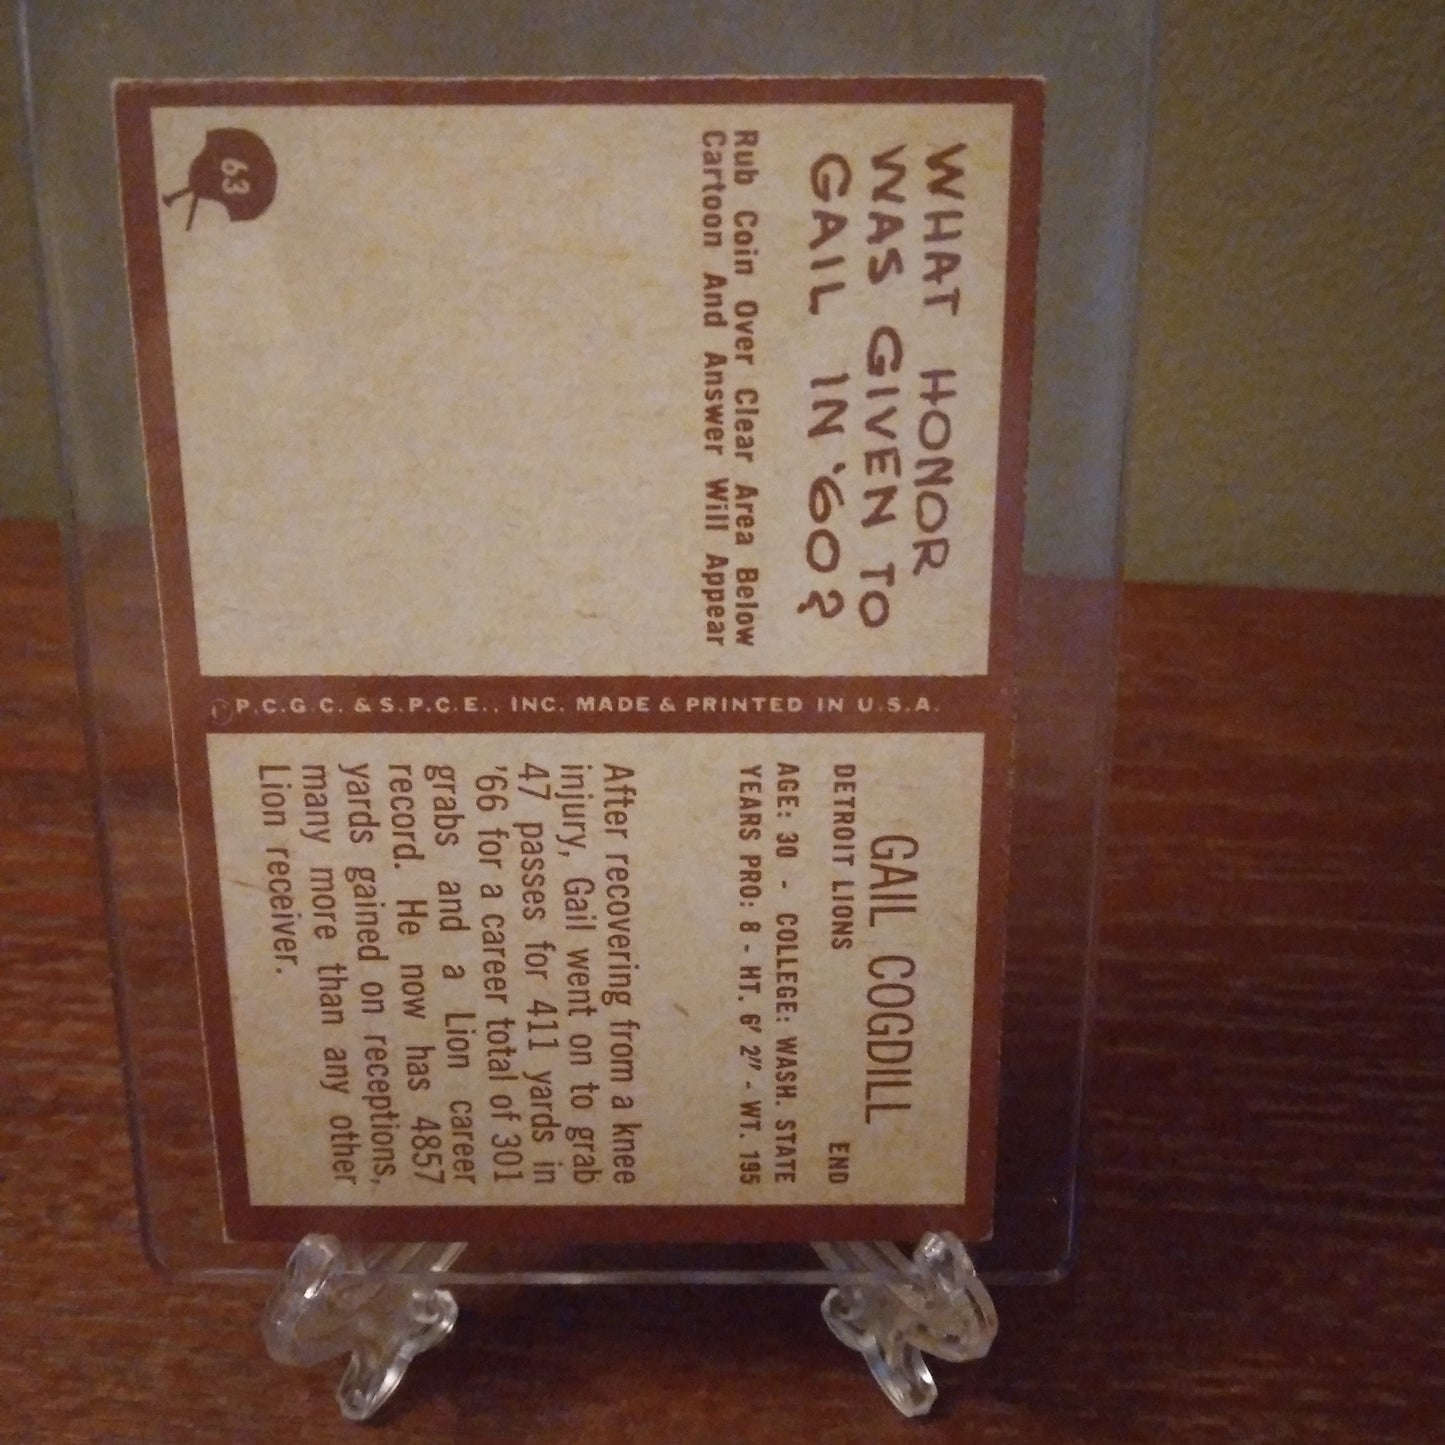 WHAT HONOR
WAS GIVEN TO
GAIL IN '60?
Rub Coin Over Clear Area Below
Cartoon And Answer Will Appear
63
©P.C.G.C. & S.P.C.E., INC. MADE & PRINTED IN U.S.A.
GAIL COGDILL
DETROIT LIONS END
AGE: 30 - COLLEGE: WASH. STATE
YEARS PRO: 8 - HT. 6' 2" - WT. 195
After recovering from a knee
injury, Gail went on to grab
47 passes for 411 yards in
'66 for a career total of 301
grabs and a Lion career
record. He now has 4857
yards gained on receptions,
many more than any other
Lion receiver.